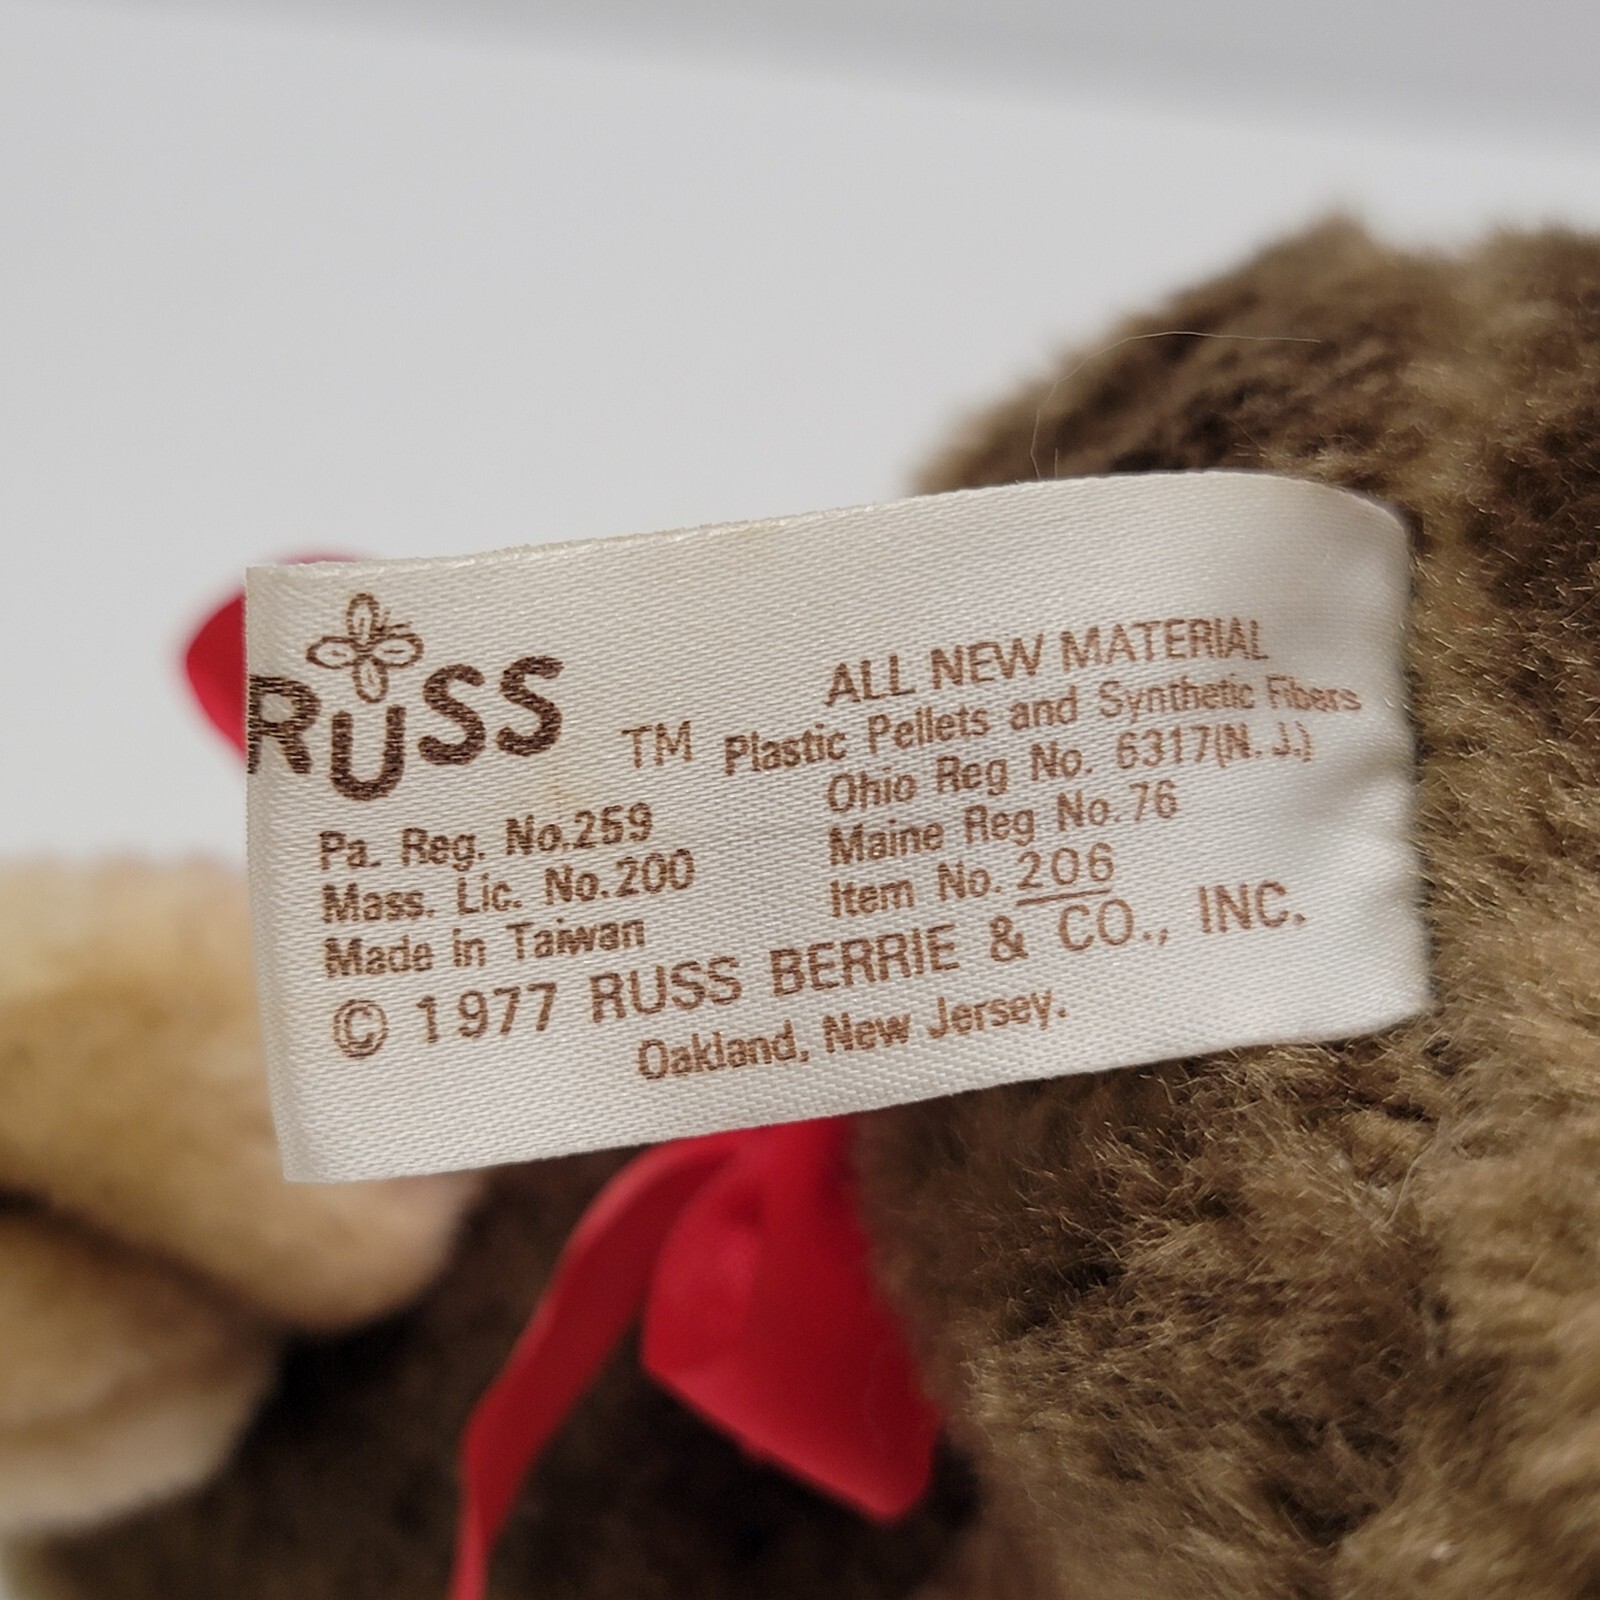 RUSS TM
ALL NEW MATERIAL
Plastic Pellets and Synthetic Fibers
Ohio Reg No. 6317(N.J.)
Pa. Reg. No.259
Maine Reg No.76
Mass. Lic. No.200
Item No. 206
Made in Taiwan
© 1977 RUSS BERRIE & CO., INC.
Oakland, New Jersey.